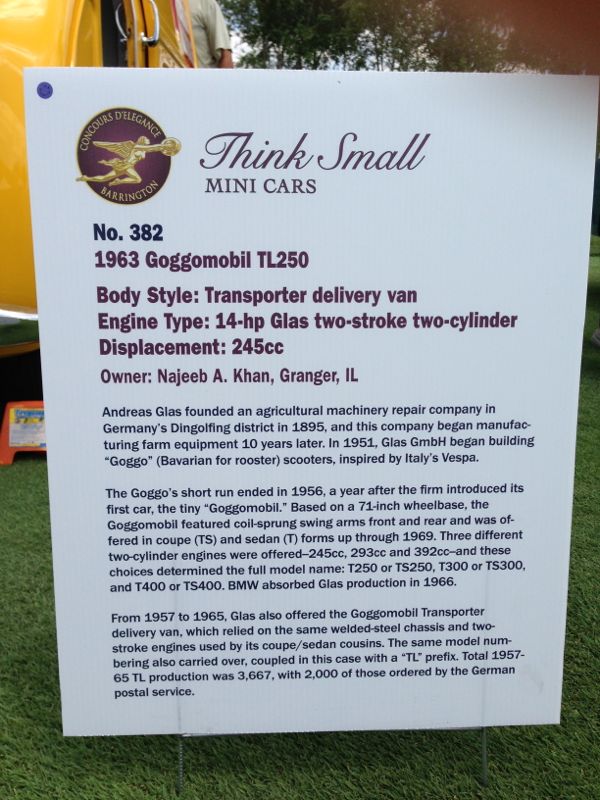 CONCOURS D'ELEGANCE
BARRINGTON
Think Small
MINI CARS
No. 382
1963 Goggomobil TL250
Body Style: Transporter delivery van
Engine Type: 14-hp Glas two-stroke two-cylinder
Displacement: 245cc
Owner: Najeeb A. Khan, Granger, IL
Andreas Glas founded an agricultural machinery repair company in
Germany's Dingolfing district in 1895, and this company began manufac-
turing farm equipment 10 years later. In 1951, Glas GmbH began building
"Goggo" (Bavarian for rooster) scooters, inspired by Italy's Vespa.
The Goggo's short run ended in 1956, a year after the firm introduced its
first car, the tiny "Goggomobil." Based on a 71-inch wheelbase, the
Goggomobil featured coil-sprung swing arms front and rear and was of-
fered in coupe (TS) and sedan (T) forms up through 1969. Three different
two-cylinder engines were offered–245cc, 293cc and 392cc–and these
choices determined the full model name: T250 or TS250, T300 or TS300,
and T400 or TS400. BMW absorbed Glas production in 1966.
From 1957 to 1965, Glas also offered the Goggomobil Transporter
delivery van, which relied on the same welded-steel chassis and two-
stroke engines used by its coupe/sedan cousins. The same model num-
bering also carried over, coupled in this case with a "TL" prefix. Total 1957-
65 TL production was 3,667, with 2,000 of those ordered by the German
postal service.